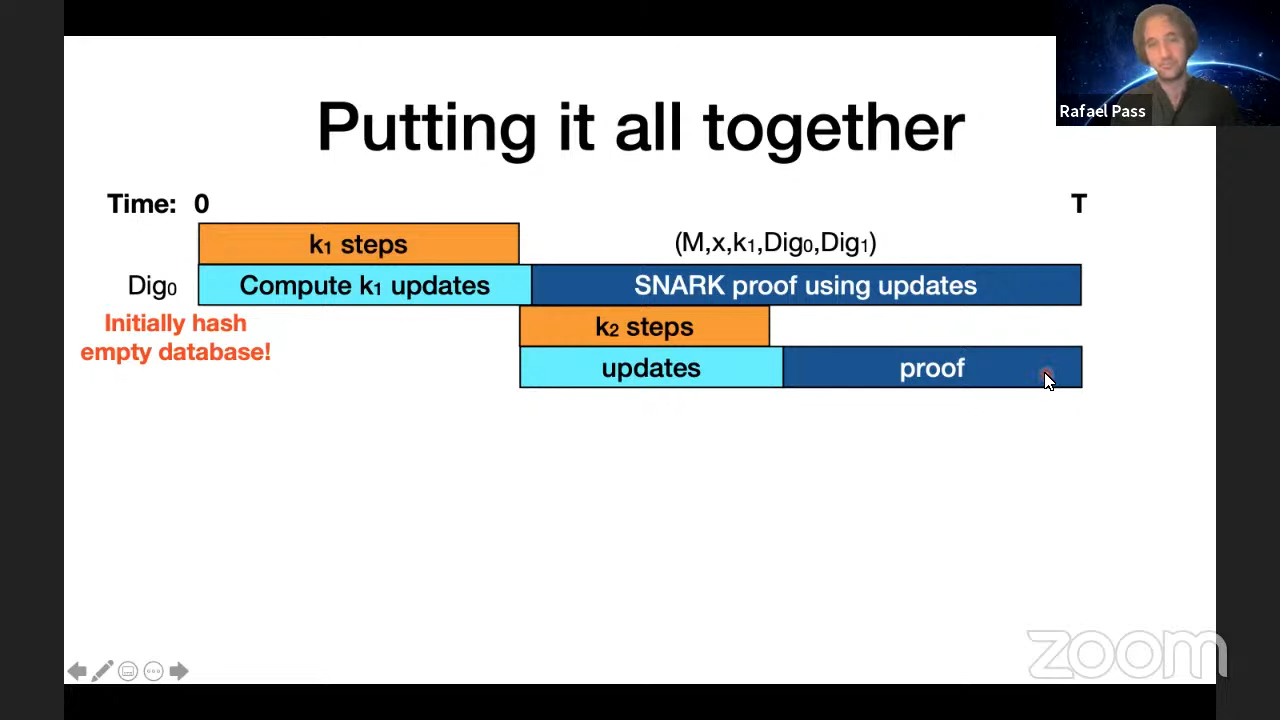 Rafael Pass
Putting it all together
Time: 0 T
k₁ steps (M,x,k₁,Dig₀,Dig₁)
Dig₀ Compute k₁ updates SNARK proof using updates
Initially hash
empty database!
k₂ steps
updates proof
zoom